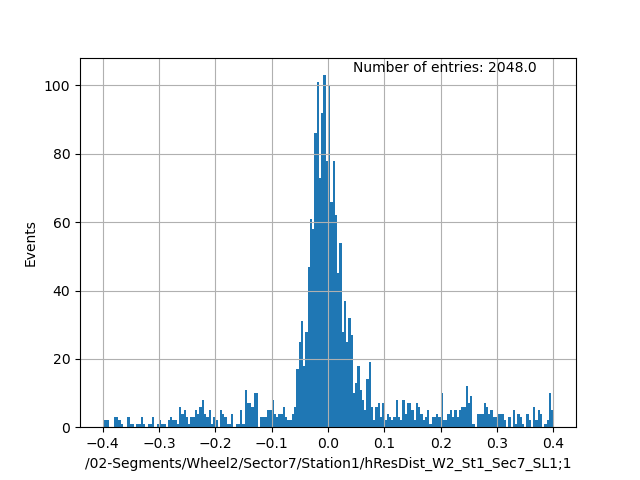 Number of entries: 2048.0
100
80
60
40
20
0
Events
−0.4 −0.3 −0.2 −0.1 0.0 0.1 0.2 0.3 0.4
/02-Segments/Wheel2/Sector7/Station1/hResDist_W2_St1_Sec7_SL1;1